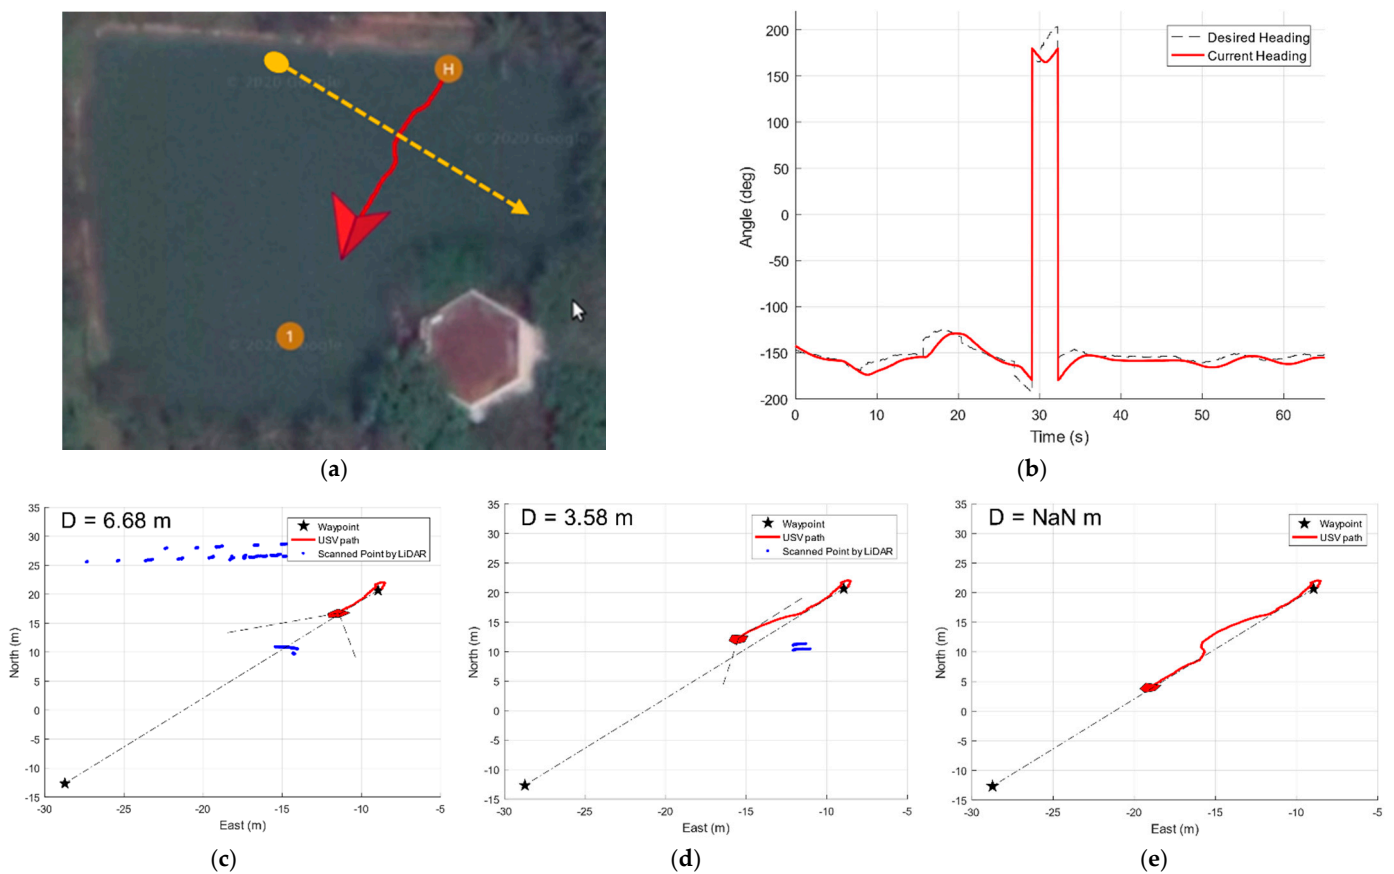 H
© 2020 Google
© 2020 Google
1
© 2020 Google
(a)
Desired Heading
Current Heading
200
150
100
50
0
-50
-100
-150
-200
Angle (deg)
0 10 20 30 40 50 60
Time (s)
(b)
D = 6.68 m
Waypoint
USV path
Scanned Point by LiDAR
35
30
25
20
15
10
5
0
-5
-10
-15
North (m)
-30 -25 -20 -15 -10 -5
East (m)
(c)
D = 3.58 m
Waypoint
USV path
Scanned Point by LiDAR
35
30
25
20
15
10
5
0
-5
-10
-15
North (m)
-30 -25 -20 -15 -10 -5
East (m)
(d)
D = NaN m
Waypoint
USV path
35
30
25
20
15
10
5
0
-5
-10
-15
North (m)
-30 -25 -20 -15 -10 -5
East (m)
(e)